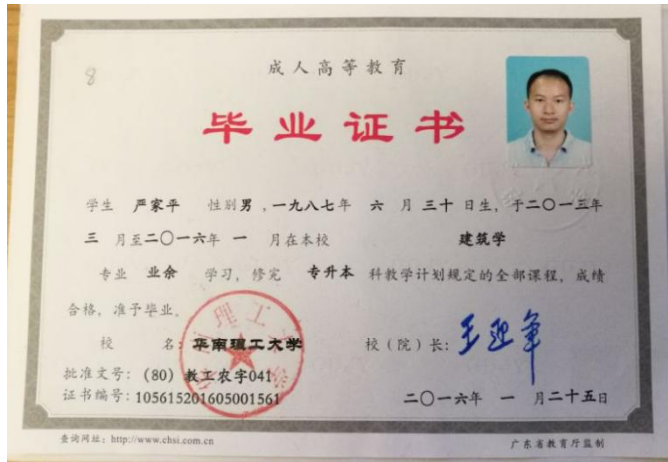 8
成人高等教育
毕业证书
学生 严家平 性别男，一九八七年 六 月 三十 日生，于二〇一三年
三 月至二〇一六年 一 月在本校 建筑学
专业 业余 学习，修完 专升本 科教学计划规定的全部课程，成绩
合格，准予毕业。
校 名：华南理工大学 校（院）长：王迎军
批准文号：(80) 教工农字041
证书编号：105615201605001561 二〇一六年 一 月二十五日
查询网址：http://www.chsi.com.cn 广东省教育厅监制